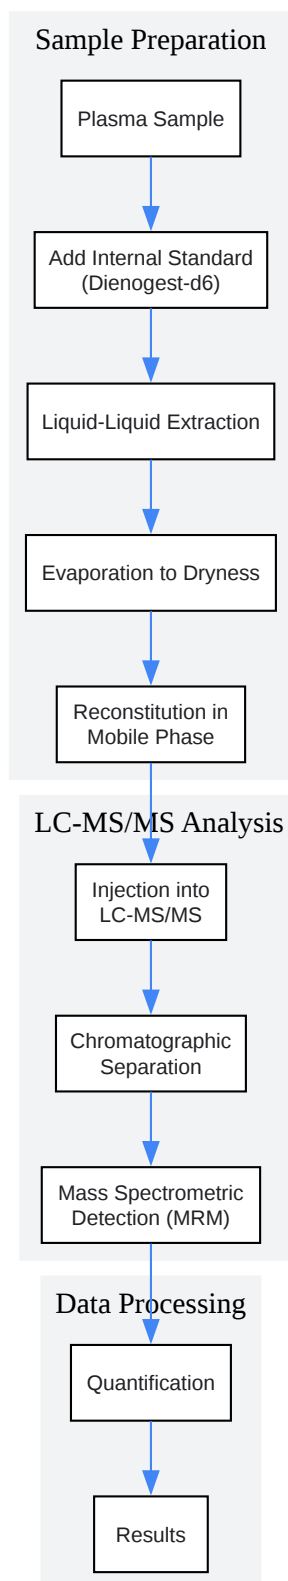 Sample Preparation
Plasma Sample
Add Internal Standard
(Dienogest-d6)
Liquid-Liquid Extraction
Evaporation to Dryness
Reconstitution in
Mobile Phase
LC-MS/MS Analysis
Injection into
LC-MS/MS
Chromatographic
Separation
Mass Spectrometric
Detection (MRM)
Data Processing
Quantification
Results